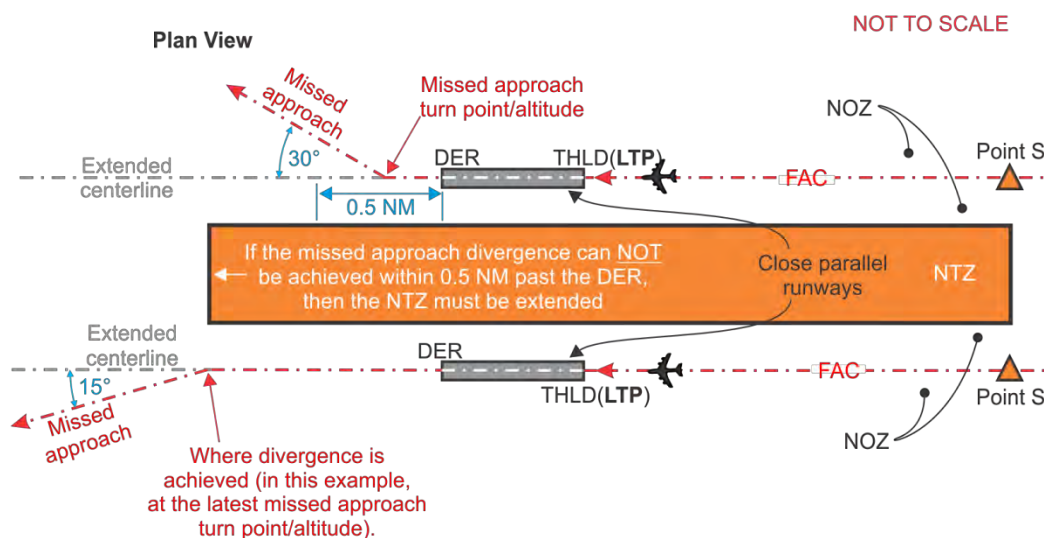 NOT TO SCALE
Plan View
Missed
approach
Missed approach
turn point/altitude
NOZ
30°
Extended
centerline
DER
THLD(LTP)
FAC
Point S
0.5 NM
If the missed approach divergence can NOT
be achieved within 0.5 NM past the DER,
then the NTZ must be extended
Close parallel
runways
NTZ
Extended
centerline
DER
15°
THLD(LTP)
FAC
Point S
Missed
approach
NOZ
Where divergence is
achieved (in this example,
at the latest missed approach
turn point/altitude).